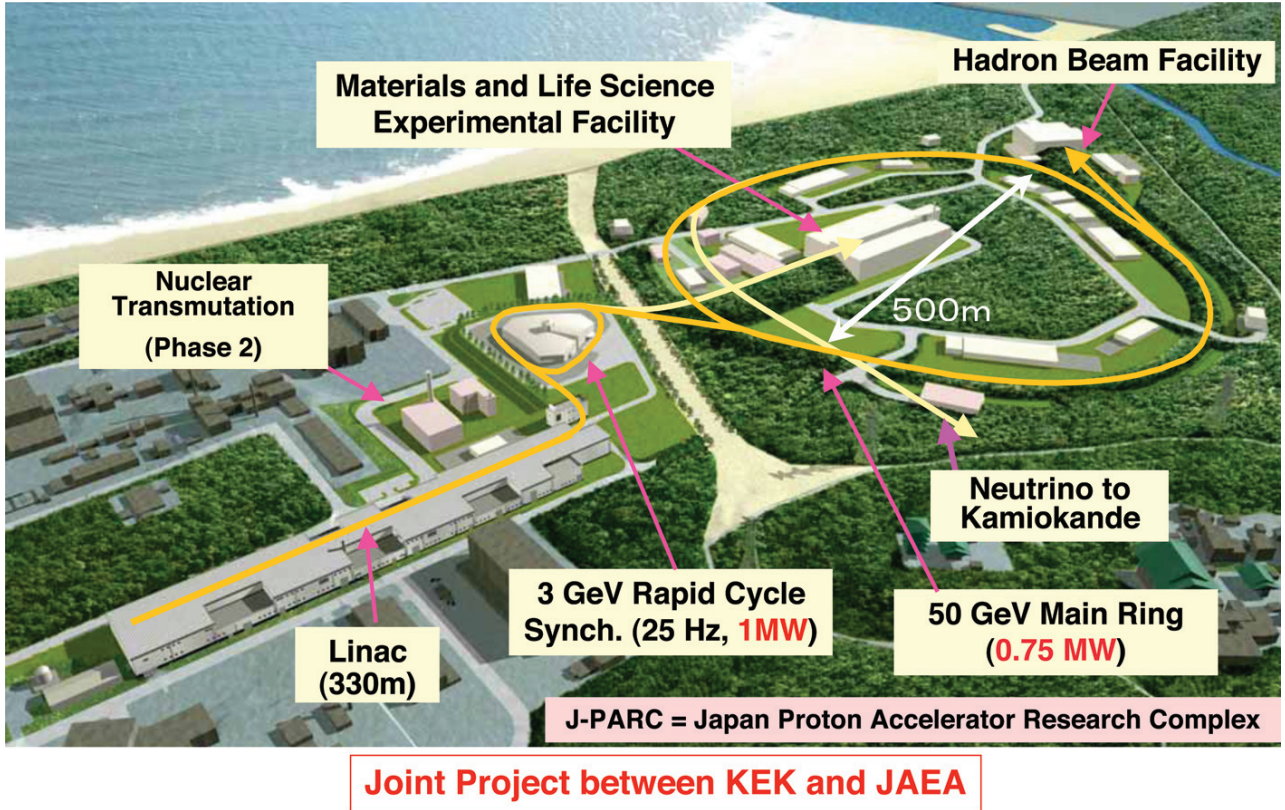 Hadron Beam Facility
Materials and Life Science
Experimental Facility
Nuclear
Transmutation
(Phase 2)
500m
Neutrino to
Kamiokande
3 GeV Rapid Cycle
Synch. (25 Hz, 1MW)
50 GeV Main Ring
(0.75 MW)
Linac
(330m)
J-PARC = Japan Proton Accelerator Research Complex
Joint Project between KEK and JAEA